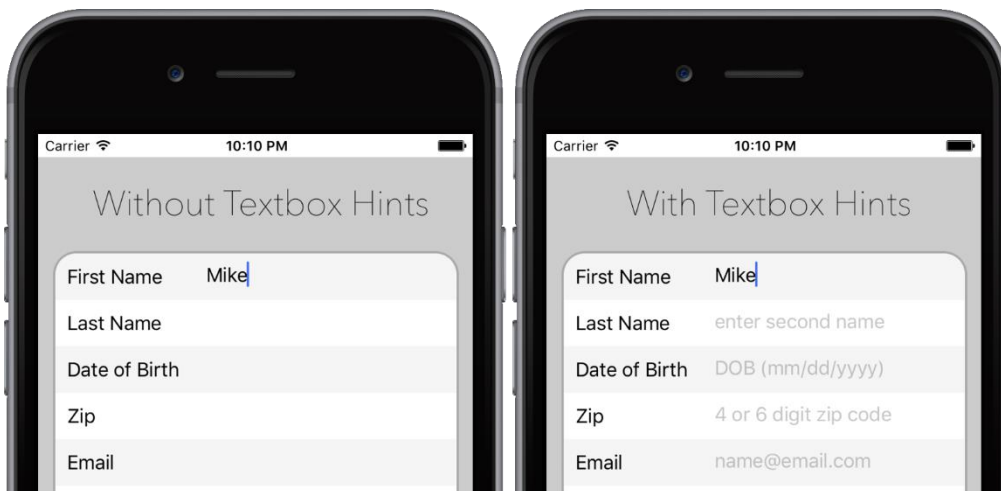 Carrier 10:10 PM
Without Textbox Hints
First Name Mike
Last Name
Date of Birth
Zip
Email
Carrier 10:10 PM
With Textbox Hints
First Name Mike
Last Name enter second name
Date of Birth DOB (mm/dd/yyyy)
Zip 4 or 6 digit zip code
Email name@email.com